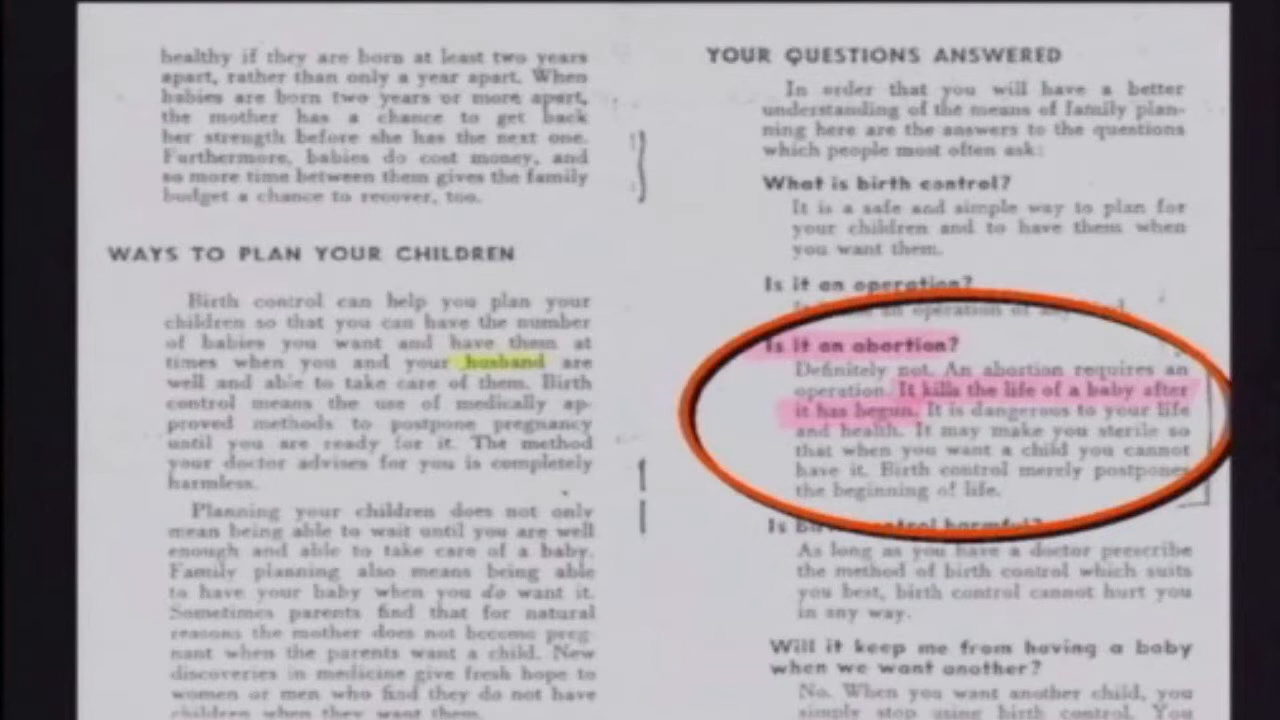 healthy if they are born at least two years
apart, rather than only a year apart. When
babies are born two years or more apart,
the mother has a chance to get back
her strength before she has the next one.
Furthermore, babies do cost money, and
so more time between them gives the family
budget a chance to recover, too.
WAYS TO PLAN YOUR CHILDREN
Birth control can help you plan your
children so that you can have the number
of babies you want and have them at
times when you and your husband are
well and able to take care of them. Birth
control means the use of medically ap-
proved methods to postpone pregnancy
until you are ready for it. The method
your doctor advises for you is completely
harmless.
Planning your children does not only
mean being able to wait until you are well
enough and able to take care of a baby.
Family planning also means being able
to have your baby when you do want it.
Sometimes parents find that for natural
reasons the mother does not become preg-
nant when the parents want a child. New
discoveries in medicine give fresh hope to
women or men who find they do not have
children when they want them.
YOUR QUESTIONS ANSWERED
In order that you will have a better
understanding of the means of family plan-
ning here are the answers to the questions
which people most often ask:
What is birth control?
It is a safe and simple way to plan for
your children and to have them when
you want them.
Is it an operation?
an operation of
Is it an abortion?
Definitely not. An abortion requires an
operation. It kills the life of a baby after
it has begun. It is dangerous to your life
and health. It may make you sterile so
that when you want a child you cannot
have it. Birth control merely postpones
the beginning of life.
Is birth control harmful?
As long as you have a doctor prescribe
the method of birth control which suits
you best, birth control cannot hurt you
in any way.
Will it keep me from having a baby
when we want another?
No. When you want another child, you
simply stop using birth control. You